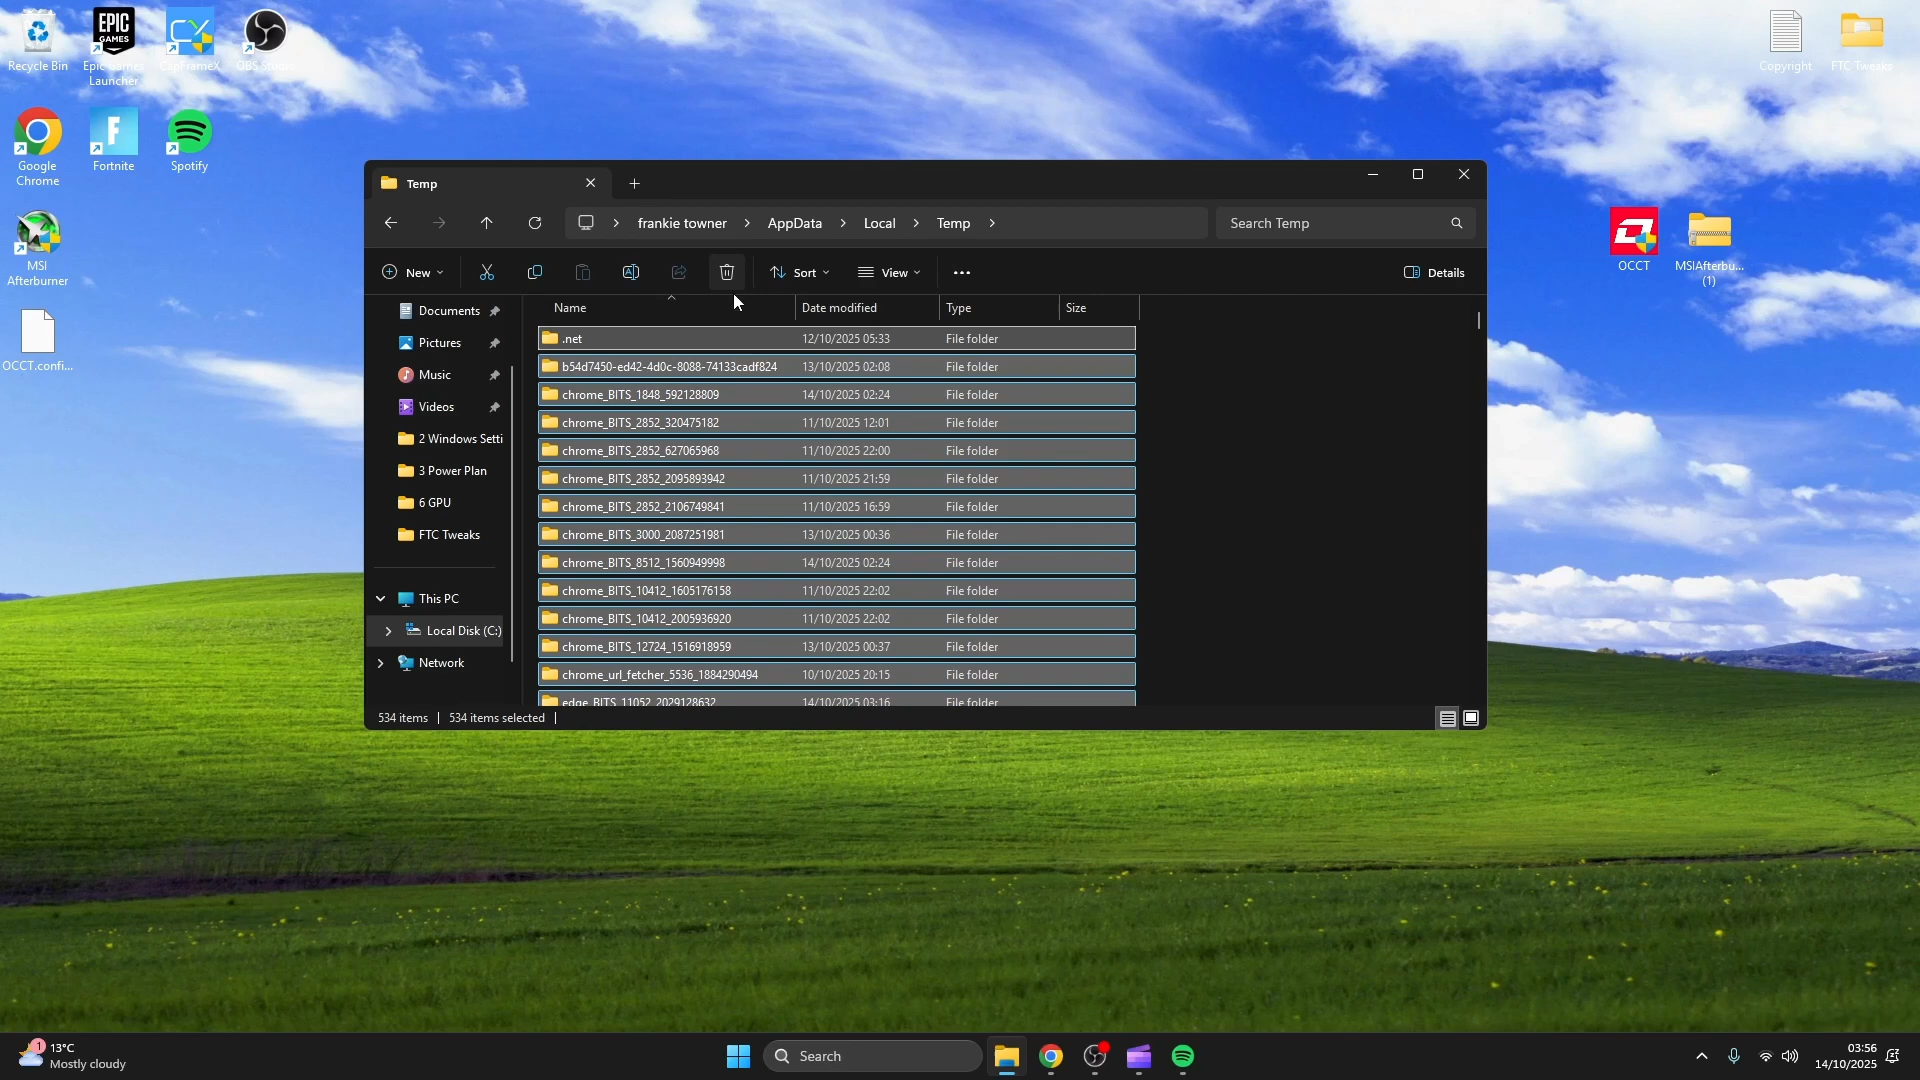 Recycle Bin
Epic Games
Launcher
CapFrameX
OBS Studio
Google
Chrome
Fortnite
Spotify
MSI
Afterburner
OCCT.confi...
Copyright
FTC Tweaks
OCCT
MSIAfterbu...
(1)
Temp
frankie towner > AppData > Local > Temp >
Search Temp
New
Sort
View
Details
Documents
Pictures
Music
Videos
2 Windows Setti
3 Power Plan
6 GPU
FTC Tweaks
This PC
Local Disk (C:)
Network
Name Date modified Type Size
.net 12/10/2025 05:33 File folder
b54d7450-ed42-4d0c-8088-74133cadf824 13/10/2025 02:08 File folder
chrome_BITS_1848_592128809 14/10/2025 02:24 File folder
chrome_BITS_2852_320475182 11/10/2025 12:01 File folder
chrome_BITS_2852_627065968 11/10/2025 22:00 File folder
chrome_BITS_2852_2095893942 11/10/2025 21:59 File folder
chrome_BITS_2852_2106749841 11/10/2025 16:59 File folder
chrome_BITS_3000_2087251981 13/10/2025 00:36 File folder
chrome_BITS_8512_1560949998 14/10/2025 02:24 File folder
chrome_BITS_10412_1605176158 11/10/2025 22:02 File folder
chrome_BITS_10412_2005936920 11/10/2025 22:02 File folder
chrome_BITS_12724_1516918959 13/10/2025 00:37 File folder
chrome_url_fetcher_5536_1884290494 10/10/2025 20:15 File folder
edge_BITS_11052_2029128632 14/10/2025 03:16 File folder
534 items | 534 items selected |
1
13°C
Mostly cloudy
Search
03:56
14/10/2025